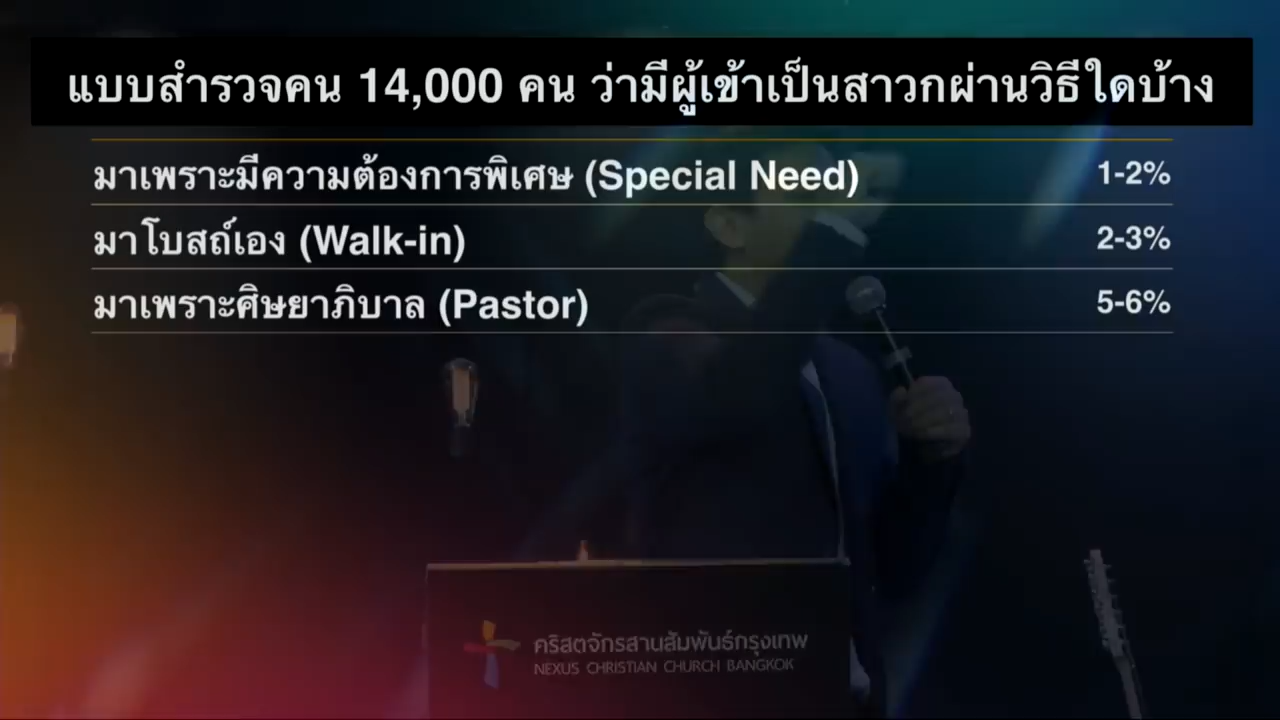 แบบสำรวจคน 14,000 คน ว่ามีผู้เข้าเป็นสาวกผ่านวิธีใดบ้าง
มาเพราะมีความต้องการพิเศษ (Special Need) 1-2%
มาโบสถ์เอง (Walk-in) 2-3%
มาเพราะศิษยาภิบาล (Pastor) 5-6%
คริสตจักรสานสัมพันธ์กรุงเทพ
NEXUS CHRISTIAN CHURCH BANGKOK